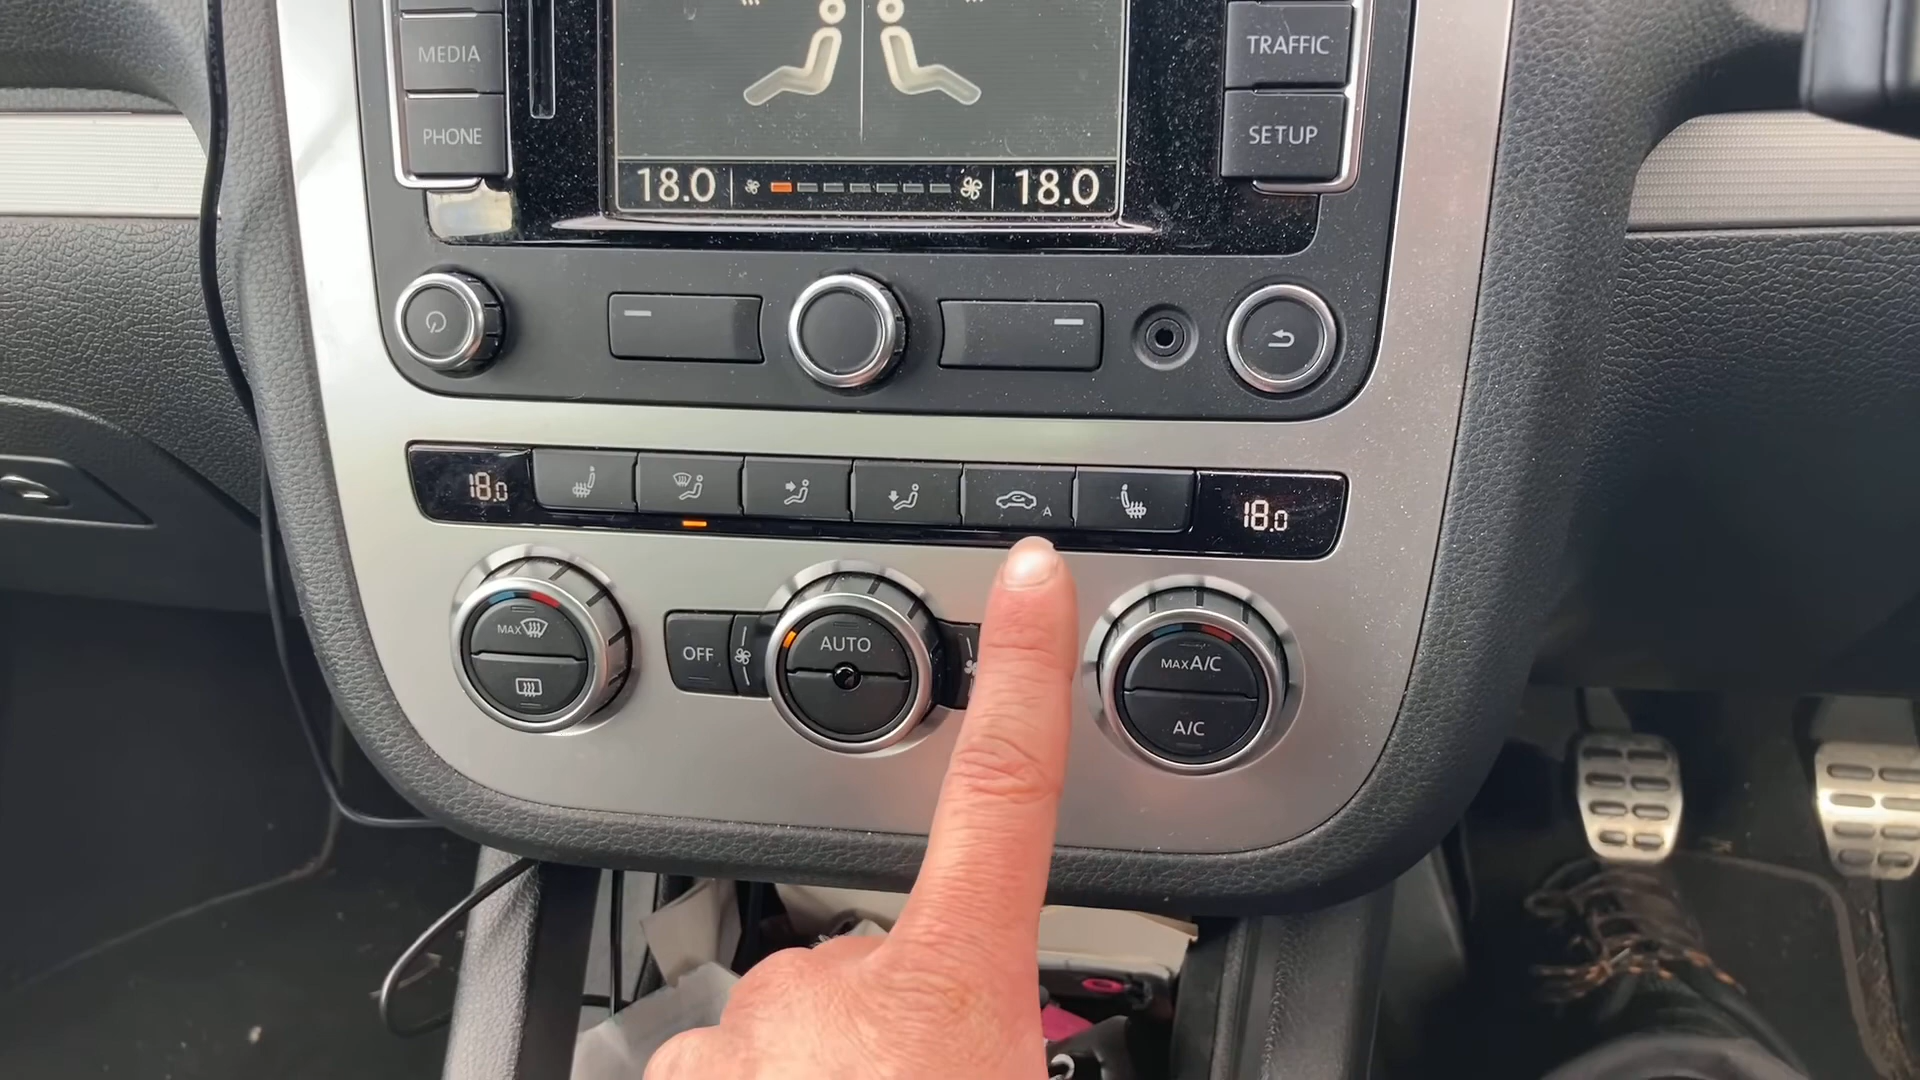 MEDIA
TRAFFIC
PHONE
SETUP
18.0
18.0
18.0
A
18.0
MAX
OFF
AUTO
MAX A/C
A/C